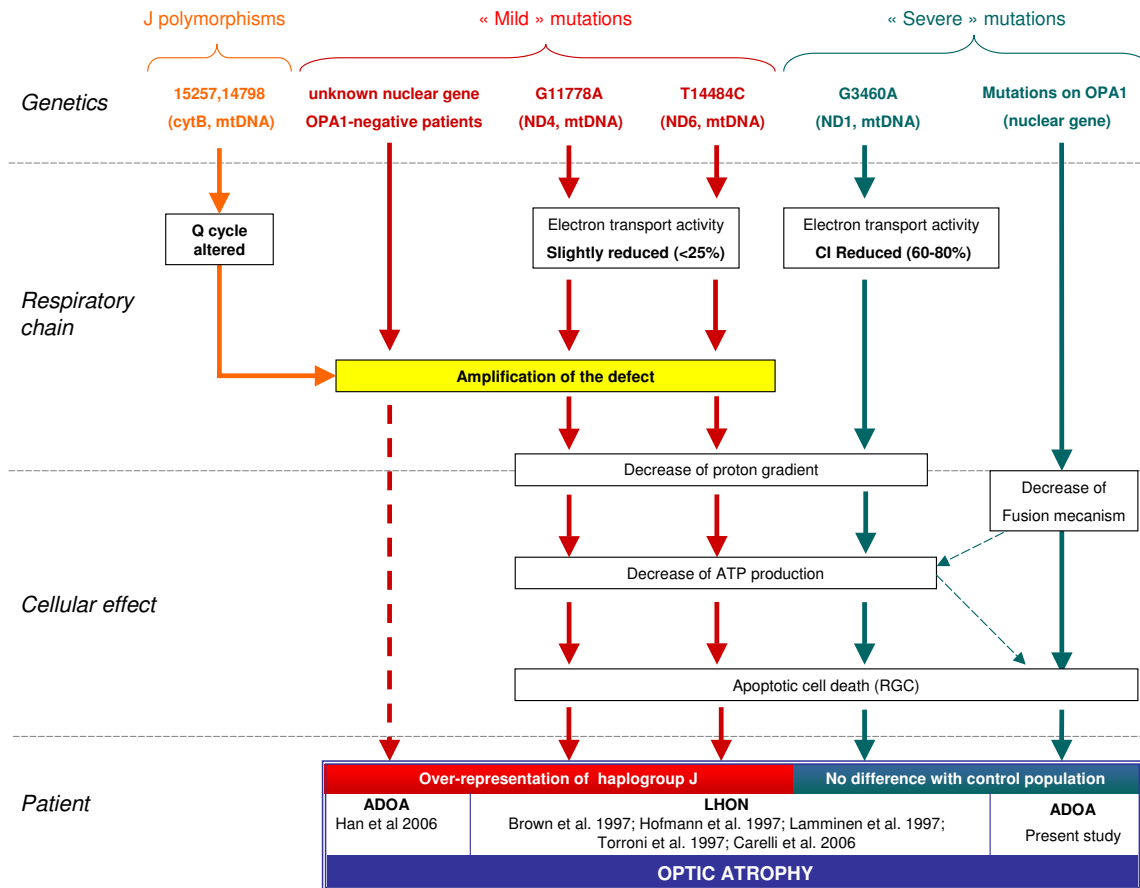 J polymorphisms
« Mild » mutations
« Severe » mutations
Genetics
15257,14798
(cytB, mtDNA)
unknown nuclear gene
OPA1-negative patients
G11778A
(ND4, mtDNA)
T14484C
(ND6, mtDNA)
G3460A
(ND1, mtDNA)
Mutations on OPA1
(nuclear gene)
Respiratory
chain
Q cycle
altered
Electron transport activity
Slightly reduced (<25%)
Electron transport activity
CI Reduced (60-80%)
Amplification of the defect
Cellular effect
Decrease of proton gradient
Decrease of
Fusion mecanism
Decrease of ATP production
Apoptotic cell death (RGC)
Patient
Over-representation of haplogroup J
No difference with control population
ADOA
Han et al 2006
LHON
Brown et al. 1997; Hofmann et al. 1997; Lamminen et al. 1997;
Torroni et al. 1997; Carelli et al. 2006
ADOA
Present study
OPTIC ATROPHY